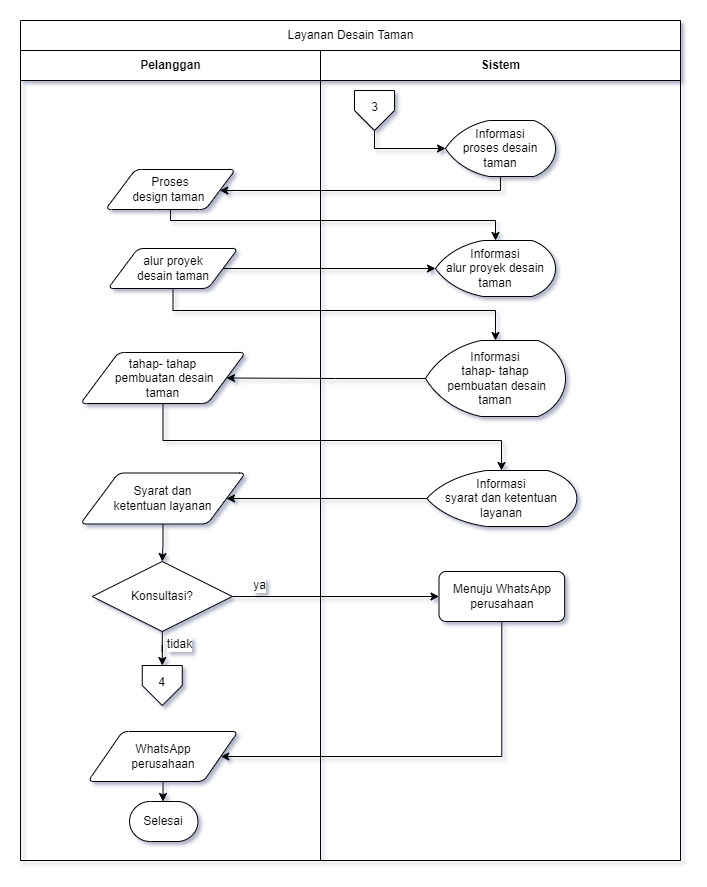 Layanan Desain Taman
Pelanggan
Sistem
3
Informasi
proses desain
taman
Proses
design taman
alur proyek
desain taman
Informasi
alur proyek desain
taman
tahap- tahap
pembuatan desain
taman
Informasi
tahap- tahap
pembuatan desain
taman
Syarat dan
ketentuan layanan
Informasi
syarat dan ketentuan
layanan
Konsultasi?
ya
Menuju WhatsApp
perusahaan
tidak
4
WhatsApp
perusahaan
Selesai